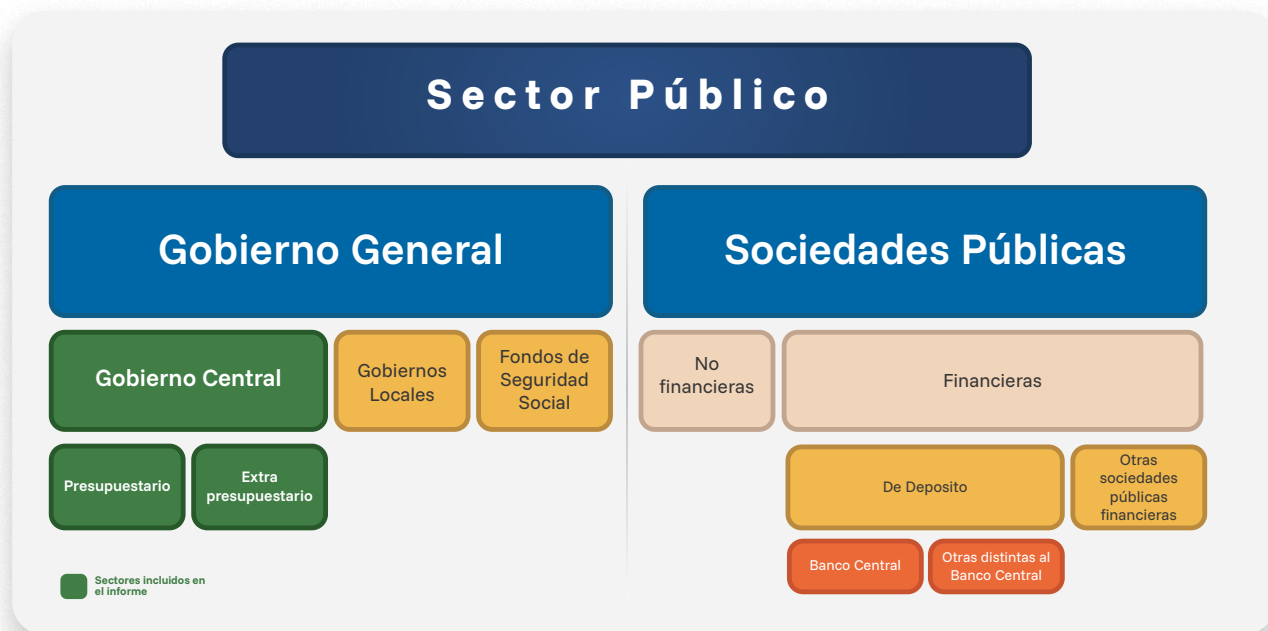 Sector Público
Gobierno General
Sociedades Públicas
Gobierno Central
Gobiernos
Locales
Fondos de
Seguridad
Social
No
financieras
Financieras
Presupuestario
Extra
presupuestario
De Deposito
Otras
sociedades
públicas
financieras
Banco Central
Otras distintas al
Banco Central
Sectores incluidos en
el informe